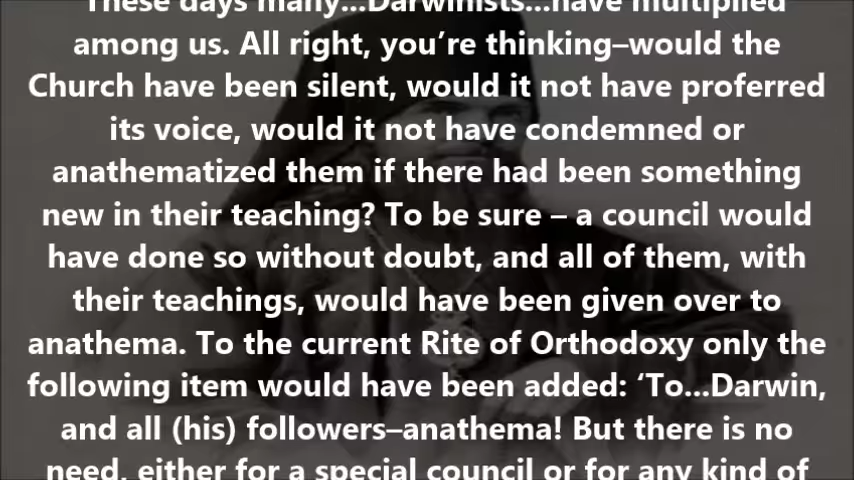 These days many...Darwinists...have multiplied
among us. All right, you’re thinking–would the
Church have been silent, would it not have proferred
its voice, would it not have condemned or
anathematized them if there had been something
new in their teaching? To be sure – a council would
have done so without doubt, and all of them, with
their teachings, would have been given over to
anathema. To the current Rite of Orthodoxy only the
following item would have been added: ‘To...Darwin,
and all (his) followers–anathema! But there is no
need, either for a special council or for any kind of